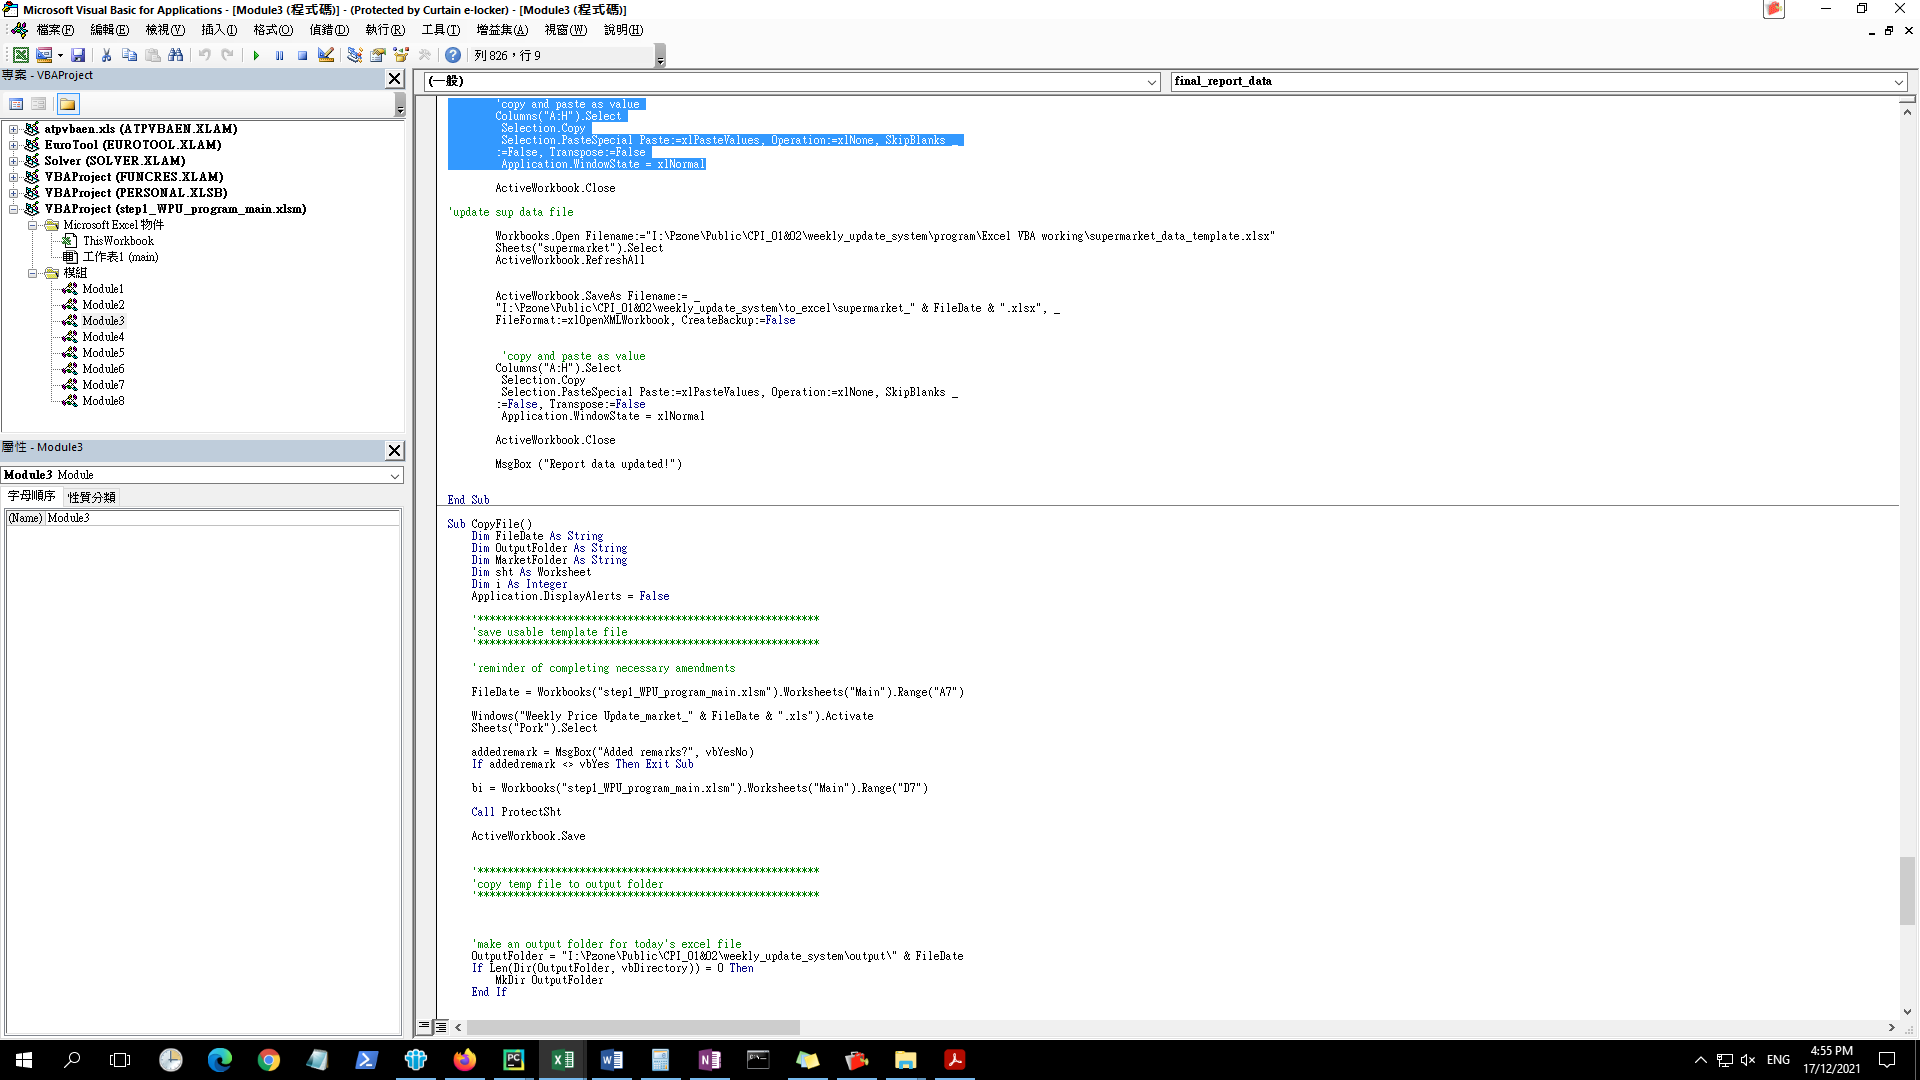 Microsoft Visual Basic for Applications - [Module3 (程式碼)] - (Protected by Curtain e-locker) - [Module3 (程式碼)]
檔案(F) 編輯(E) 檢視(V) 插入(I) 格式(O) 偵錯(D) 執行(R) 工具(T) 增益集(A) 視窗(W) 說明(H)
列 826，行 9
專案 - VBAProject
atpvbaen.xls (ATPVBAEN.XLAM)
EuroTool (EUROTOOL.XLAM)
Solver (SOLVER.XLAM)
VBAProject (FUNCRES.XLAM)
VBAProject (PERSONAL.XLSB)
VBAProject (step1_WPU_program_main.xlsm)
Microsoft Excel 物件
ThisWorkbook
工作表1 (main)
模組
Module1
Module2
Module3
Module4
Module5
Module6
Module7
Module8
屬性 - Module3
Module3 Module
字母順序 性質分類
(Name) Module3
(一般) final_report_data
'copy and paste as value
Columns("A:H").Select
Selection.Copy
Selection.PasteSpecial Paste:=xlPasteValues, Operation:=xlNone, SkipBlanks _
:=False, Transpose:=False
Application.WindowState = xlNormal
ActiveWorkbook.Close
'update sup data file
Workbooks.Open Filename:="I:\Pzone\Public\CPI_01&02\weekly_update_system\program\Excel VBA working\supermarket_data_template.xlsx"
Sheets("supermarket").Select
ActiveWorkbook.RefreshAll
ActiveWorkbook.SaveAs Filename:= _
"I:\Pzone\Public\CPI_01&02\weekly_update_system\to_excel\supermarket_" & FileDate & ".xlsx", _
FileFormat:=xlOpenXMLWorkbook, CreateBackup:=False
'copy and paste as value
Columns("A:H").Select
Selection.Copy
Selection.PasteSpecial Paste:=xlPasteValues, Operation:=xlNone, SkipBlanks _
:=False, Transpose:=False
Application.WindowState = xlNormal
ActiveWorkbook.Close
MsgBox ("Report data updated!")
End Sub
Sub CopyFile()
Dim FileDate As String
Dim OutputFolder As String
Dim MarketFolder As String
Dim sht As Worksheet
Dim i As Integer
Application.DisplayAlerts = False
'*********************************************************
'save usable template file
'*********************************************************
'reminder of completing necessary amendments
FileDate = Workbooks("step1_WPU_program_main.xlsm").Worksheets("Main").Range("A7")
Windows("Weekly Price Update_market_" & FileDate & ".xls").Activate
Sheets("Pork").Select
addedremark = MsgBox("Added remarks?", vbYesNo)
If addedremark <> vbYes Then Exit Sub
bi = Workbooks("step1_WPU_program_main.xlsm").Worksheets("Main").Range("D7")
Call ProtectSht
ActiveWorkbook.Save
'*********************************************************
'copy temp file to output folder
'*********************************************************
'make an output folder for today's excel file
OutputFolder = "I:\Pzone\Public\CPI_01&02\weekly_update_system\output\" & FileDate
If Len(Dir(OutputFolder, vbDirectory)) = 0 Then
MkDir OutputFolder
End If
ENG
4:55 PM
17/12/2021